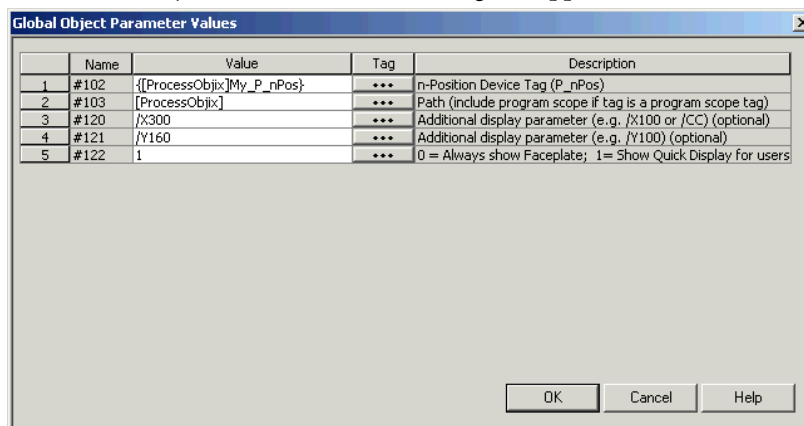 Global Object Parameter Values
Name Value Tag Description
1 #102 {[ProcessObjix]My_P_nPos} ••• n-Position Device Tag (P_nPos)
2 #103 [ProcessObjix] ••• Path (include program scope if tag is a program scope tag)
3 #120 /X300 ••• Additional display parameter (e.g. /X100 or /CC) (optional)
4 #121 /Y160 ••• Additional display parameter (e.g. /Y100) (optional)
5 #122 1 ••• 0 = Always show Faceplate; 1= Show Quick Display for users
OK Cancel Help